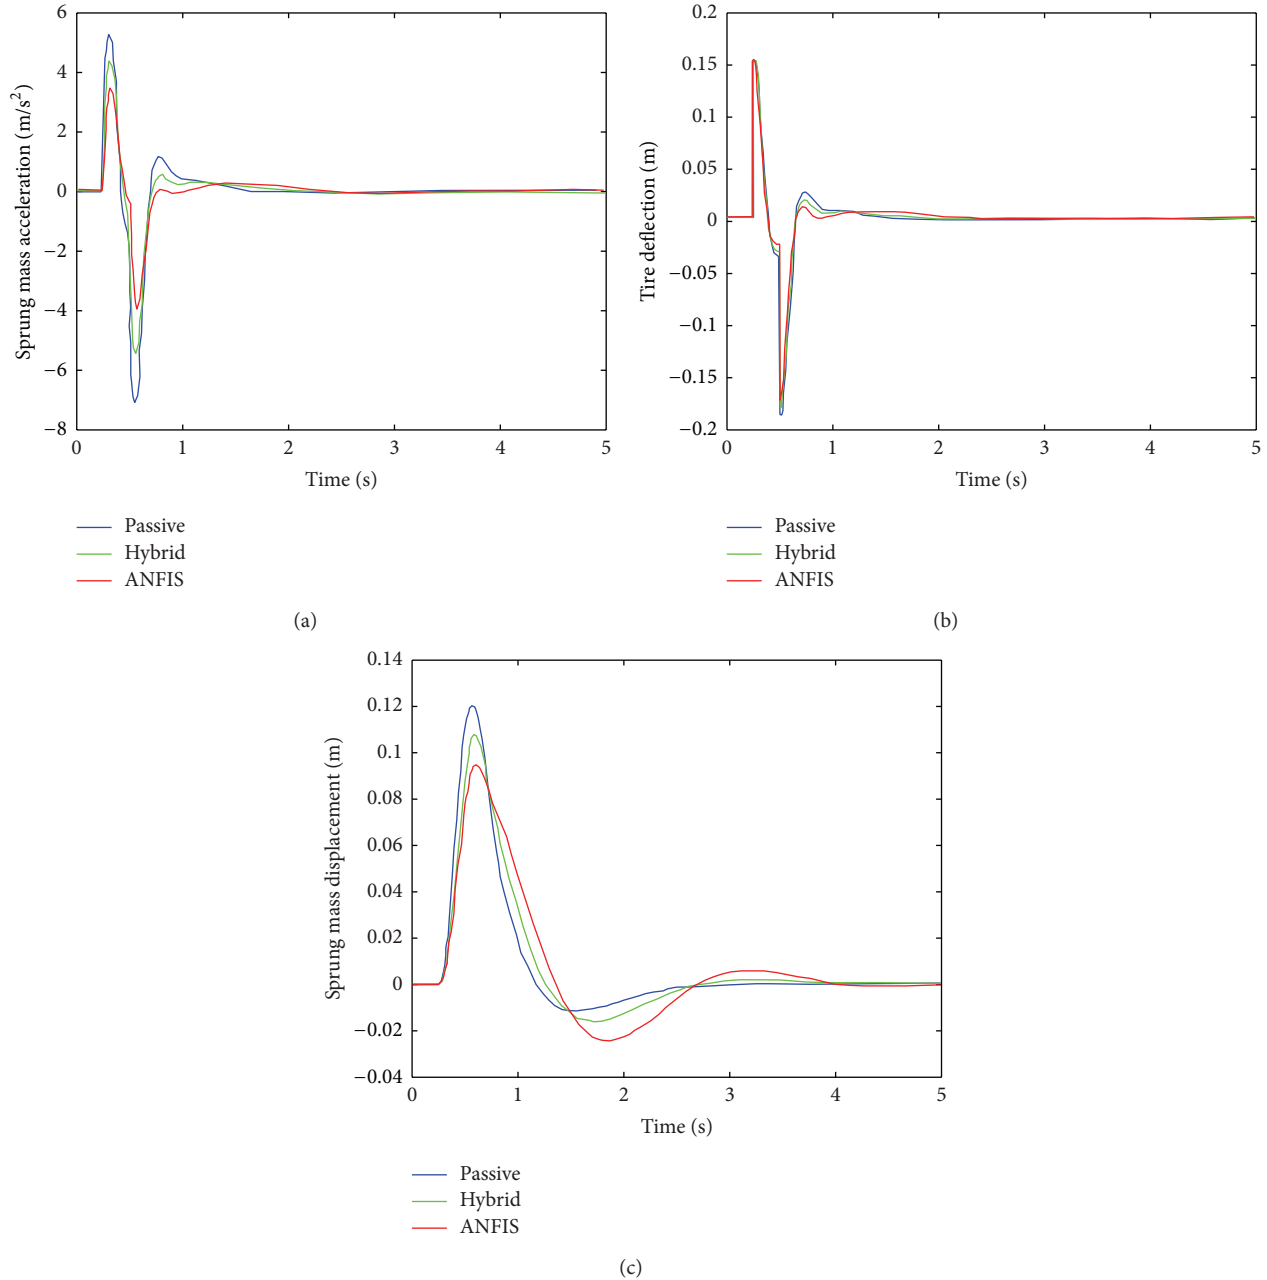 6
4
2
0
−2
−4
−6
−8
Sprung mass acceleration (m/s²)
0 1 2 3 4 5
Time (s)
Passive
Hybrid
ANFIS
(a)
0.2
0.15
0.1
0.05
0
−0.05
−0.1
−0.15
−0.2
Tire deflection (m)
0 1 2 3 4 5
Time (s)
Passive
Hybrid
ANFIS
(b)
0.14
0.12
0.1
0.08
0.06
0.04
0.02
0
−0.02
−0.04
Sprung mass displacement (m)
0 1 2 3 4 5
Time (s)
Passive
Hybrid
ANFIS
(c)